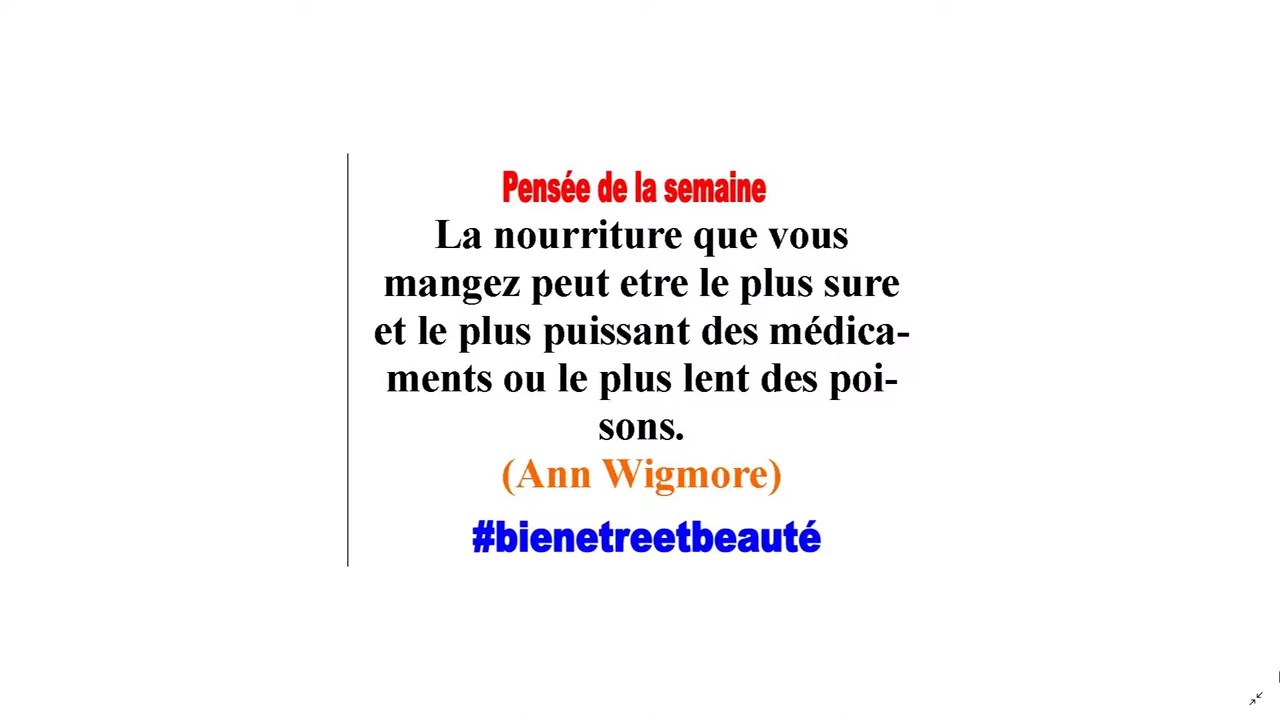 Pensée de la semaine
La nourriture que vous
mangez peut etre le plus sure
et le plus puissant des médica-
ments ou le plus lent des poi-
sons.
(Ann Wigmore)
#bienetreetbeauté